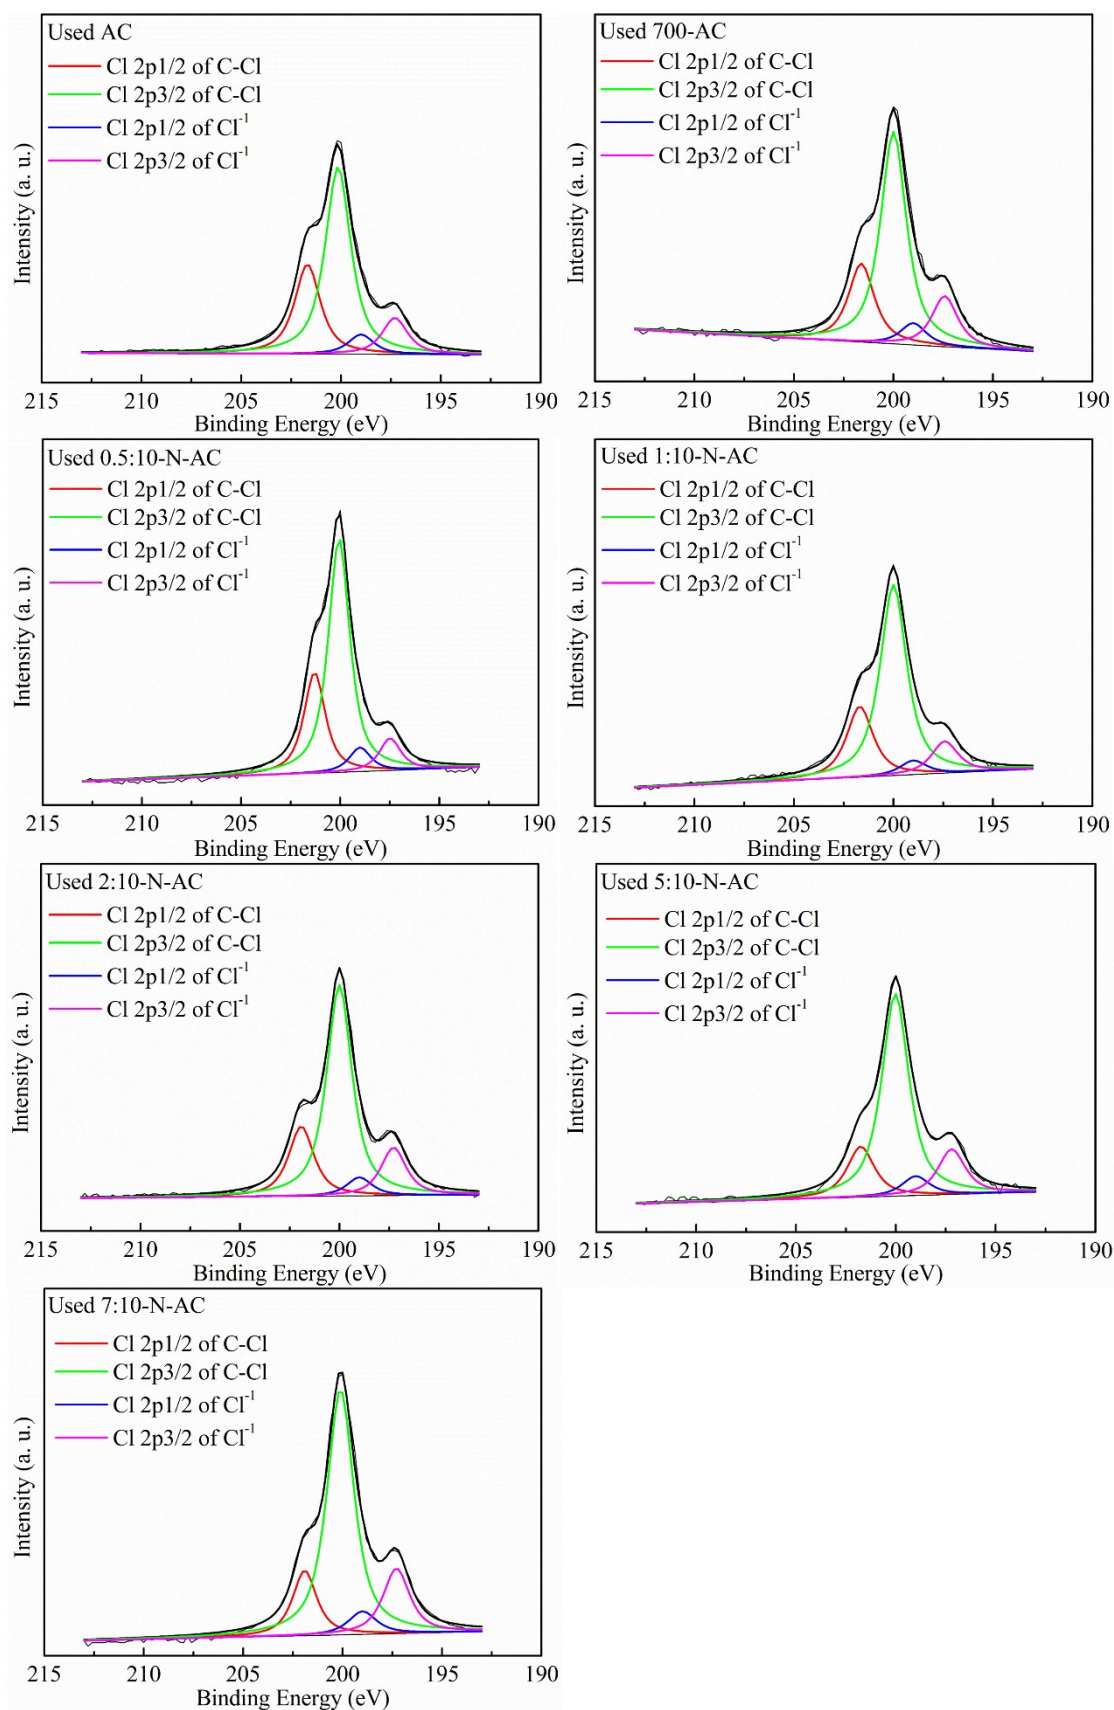 Used AC
Cl 2p1/2 of C-Cl
Cl 2p3/2 of C-Cl
Cl 2p1/2 of Cl⁻¹
Cl 2p3/2 of Cl⁻¹
Intensity (a. u.)
215 210 205 200 195 190
Binding Energy (eV)
Used 700-AC
Cl 2p1/2 of C-Cl
Cl 2p3/2 of C-Cl
Cl 2p1/2 of Cl⁻¹
Cl 2p3/2 of Cl⁻¹
Intensity (a. u.)
215 210 205 200 195 190
Binding Energy (eV)
Used 0.5:10-N-AC
Cl 2p1/2 of C-Cl
Cl 2p3/2 of C-Cl
Cl 2p1/2 of Cl⁻¹
Cl 2p3/2 of Cl⁻¹
Intensity (a. u.)
215 210 205 200 195 190
Binding Energy (eV)
Used 1:10-N-AC
Cl 2p1/2 of C-Cl
Cl 2p3/2 of C-Cl
Cl 2p1/2 of Cl⁻¹
Cl 2p3/2 of Cl⁻¹
Intensity (a. u.)
215 210 205 200 195 190
Binding Energy (eV)
Used 2:10-N-AC
Cl 2p1/2 of C-Cl
Cl 2p3/2 of C-Cl
Cl 2p1/2 of Cl⁻¹
Cl 2p3/2 of Cl⁻¹
Intensity (a. u.)
215 210 205 200 195 190
Binding Energy (eV)
Used 5:10-N-AC
Cl 2p1/2 of C-Cl
Cl 2p3/2 of C-Cl
Cl 2p1/2 of Cl⁻¹
Cl 2p3/2 of Cl⁻¹
Intensity (a. u.)
215 210 205 200 195 190
Binding Energy (eV)
Used 7:10-N-AC
Cl 2p1/2 of C-Cl
Cl 2p3/2 of C-Cl
Cl 2p1/2 of Cl⁻¹
Cl 2p3/2 of Cl⁻¹
Intensity (a. u.)
215 210 205 200 195 190
Binding Energy (eV)